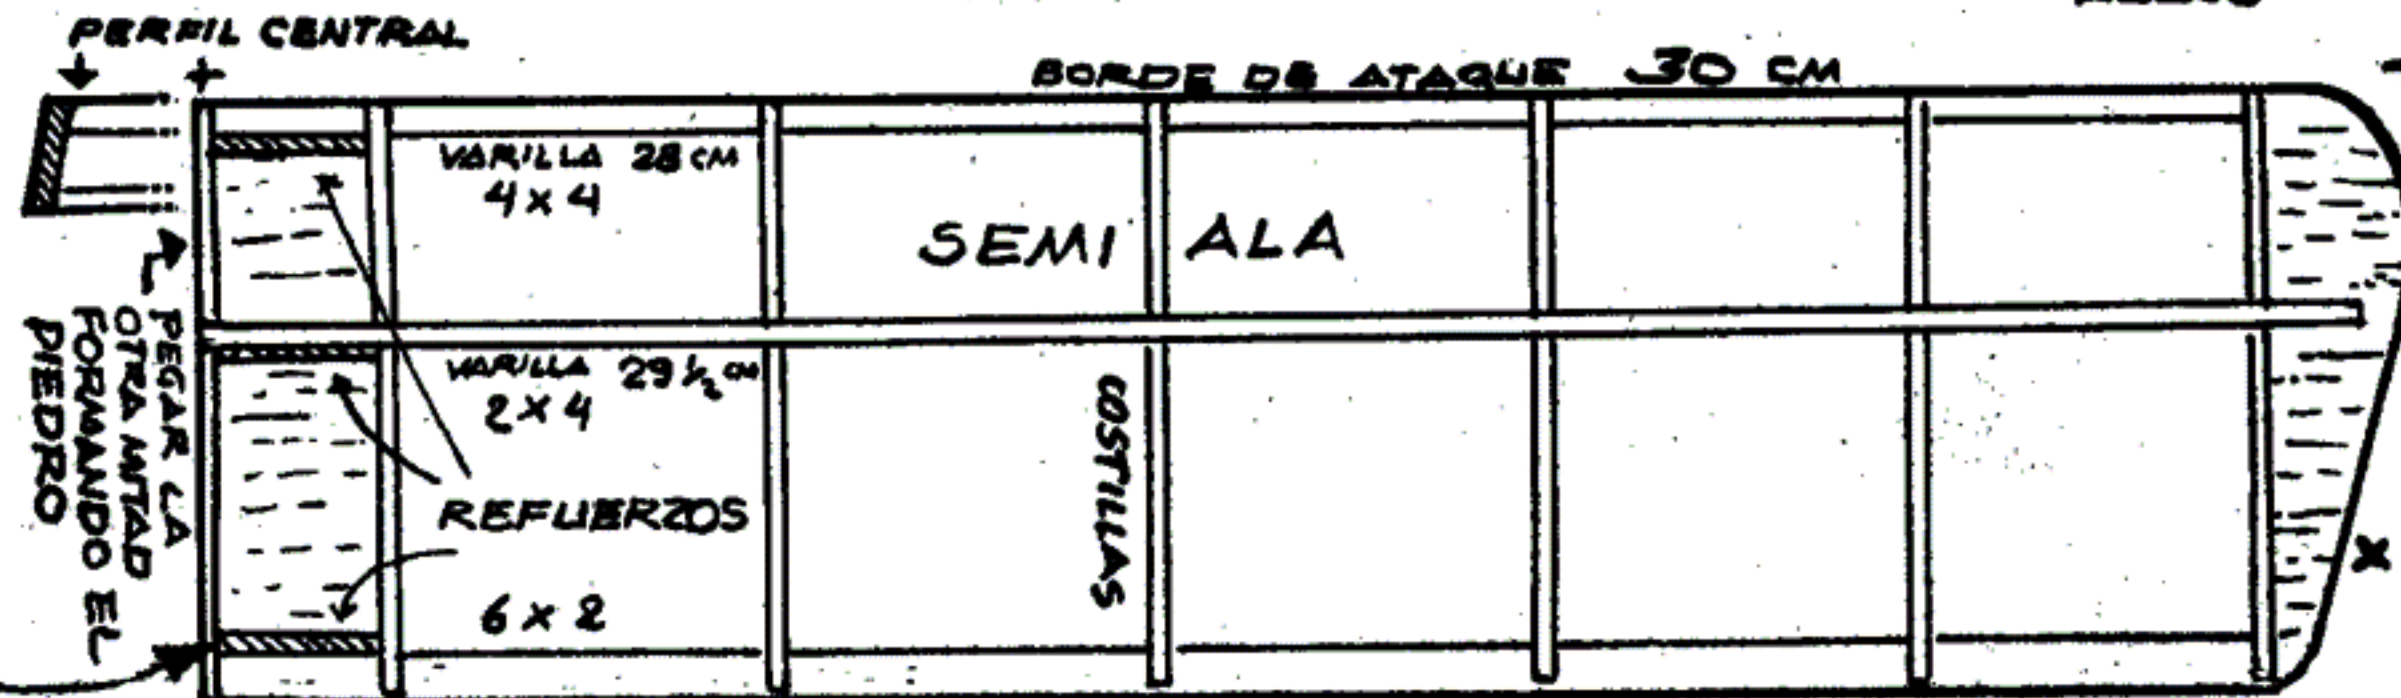 PERFIL CENTRAL
BORDE DE ATAQUE 30 CM
VARILLA 28 CM
4 x 4
SEMI ALA
VARILLA 29 1/2 CM
2 x 4
COSTILLAS
REFUERZOS
6 x 2
X
PEGAR LA
OTRA MITAD
FORMANDO EL
DIEDRO